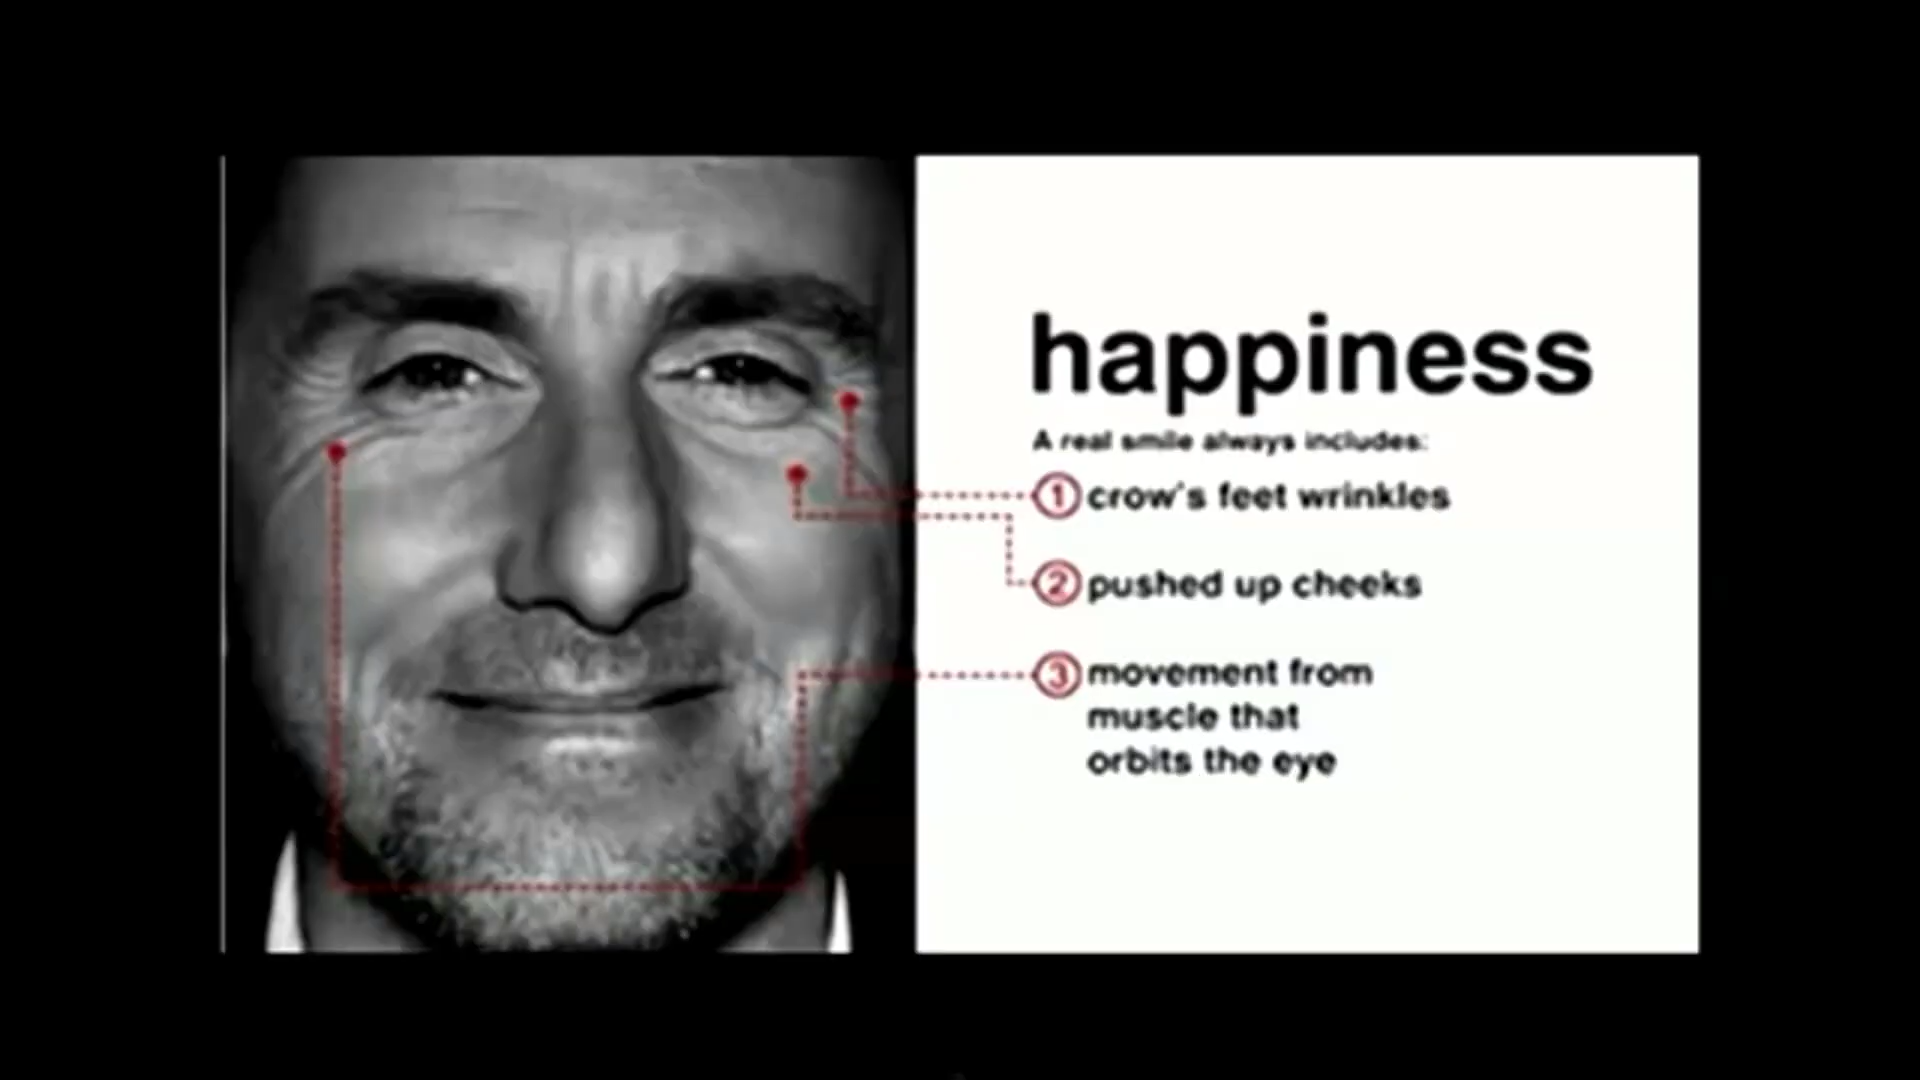 happiness
A real smile always includes:
1 crow's feet wrinkles
2 pushed up cheeks
3 movement from
muscle that
orbits the eye